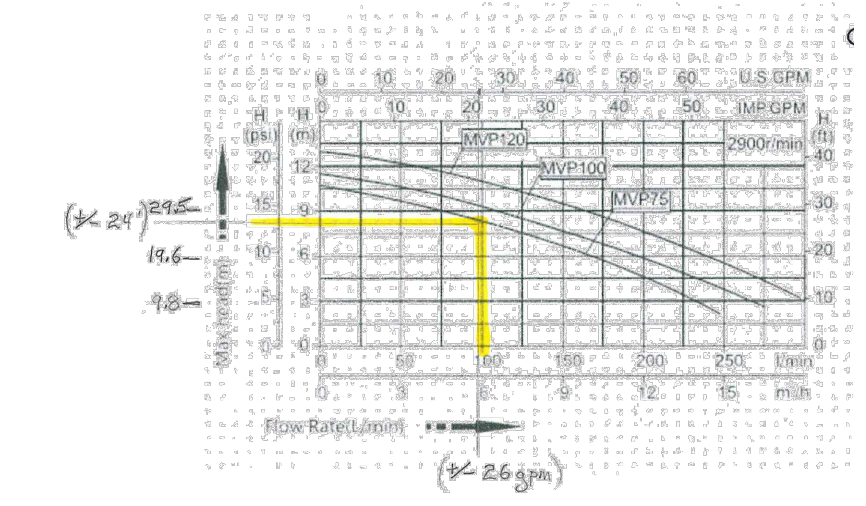 0 10 20 30 40 50 60 U.S.GPM
0 10 20 30 40 50 IMP.GPM
H H H
(psi) (m) (ft)
MVP120
2900r/min
20 12 40
MVP100
MVP75
(+/- 24') 29.5 15 9 30
19.6 10 6 20
9.8 5 3 10
Max.head(m)
0 0 0
0 50 100 150 200 250 l/min
0 3 6 9 12 15 m³/h
Flow Rate(L/min)
(+/- 26 gpm)